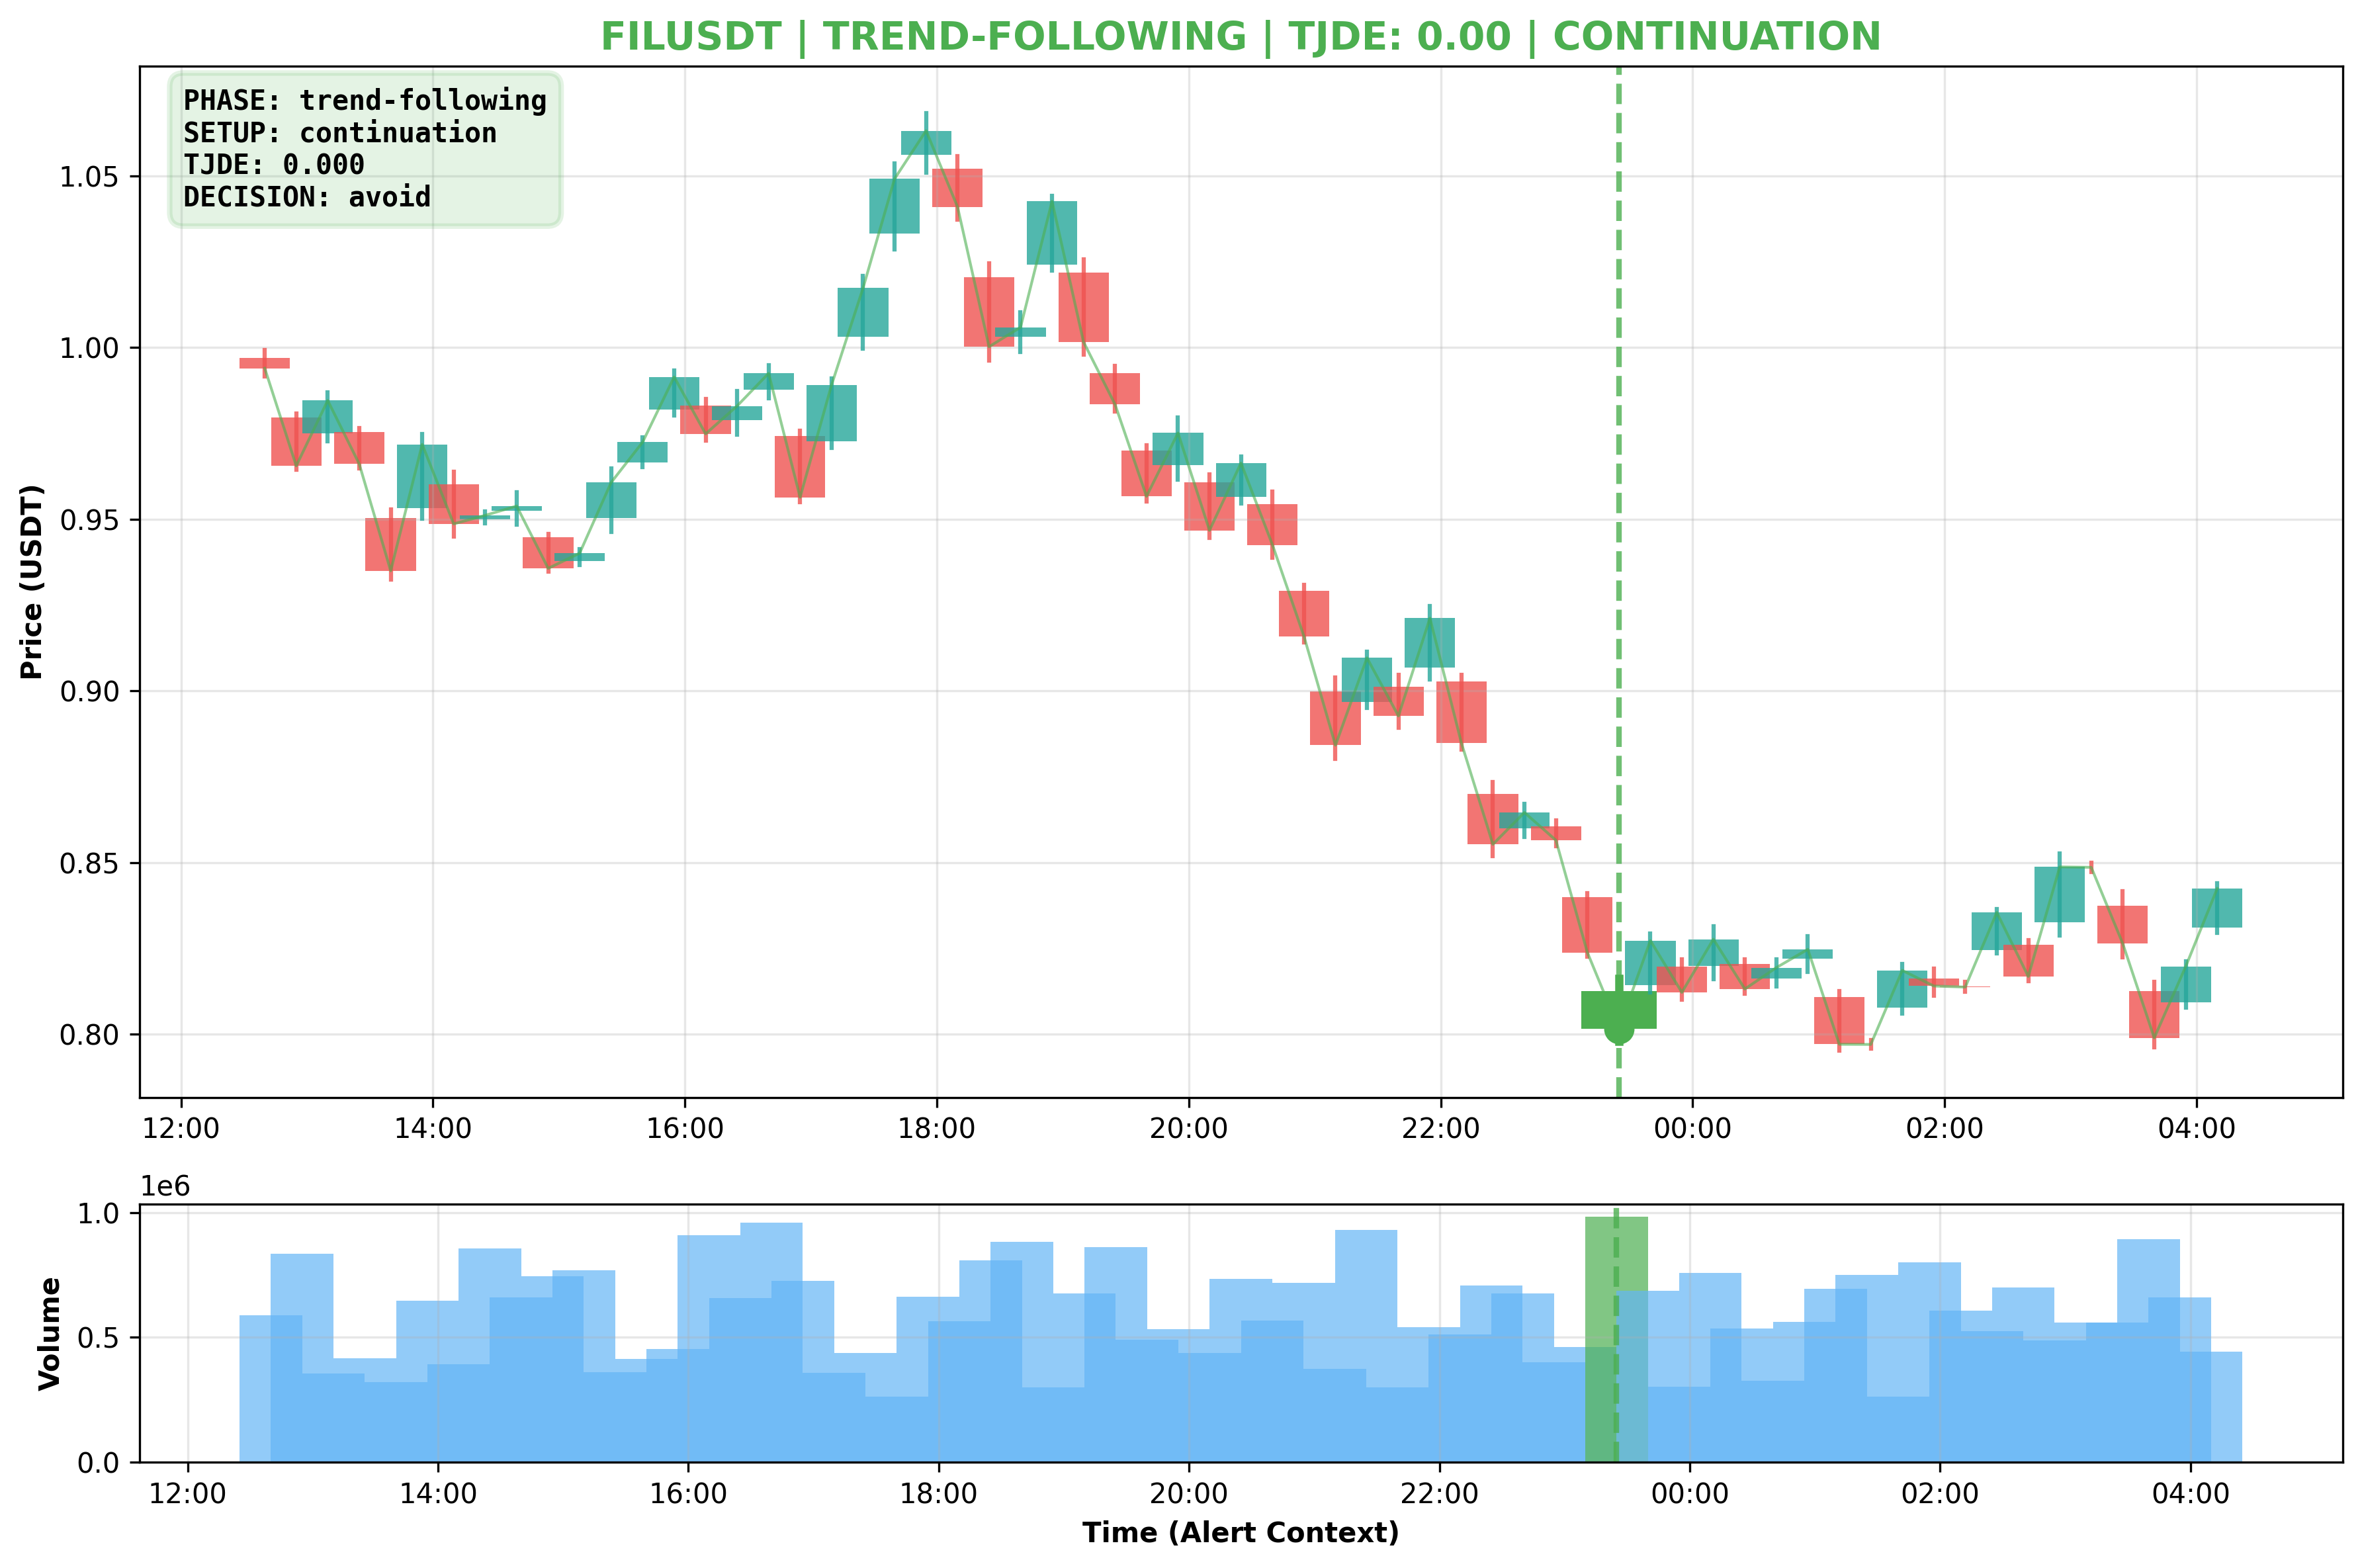 FILUSDT | TREND-FOLLOWING | TJDE: 0.00 | CONTINUATION
PHASE: trend-following
SETUP: continuation
TJDE: 0.000
DECISION: avoid
Price (USDT)
1.05
1.00
0.95
0.90
0.85
0.80
12:00 14:00 16:00 18:00 20:00 22:00 00:00 02:00 04:00
1e6
Volume
1.0
0.5
0.0
12:00 14:00 16:00 18:00 20:00 22:00 00:00 02:00 04:00
Time (Alert Context)